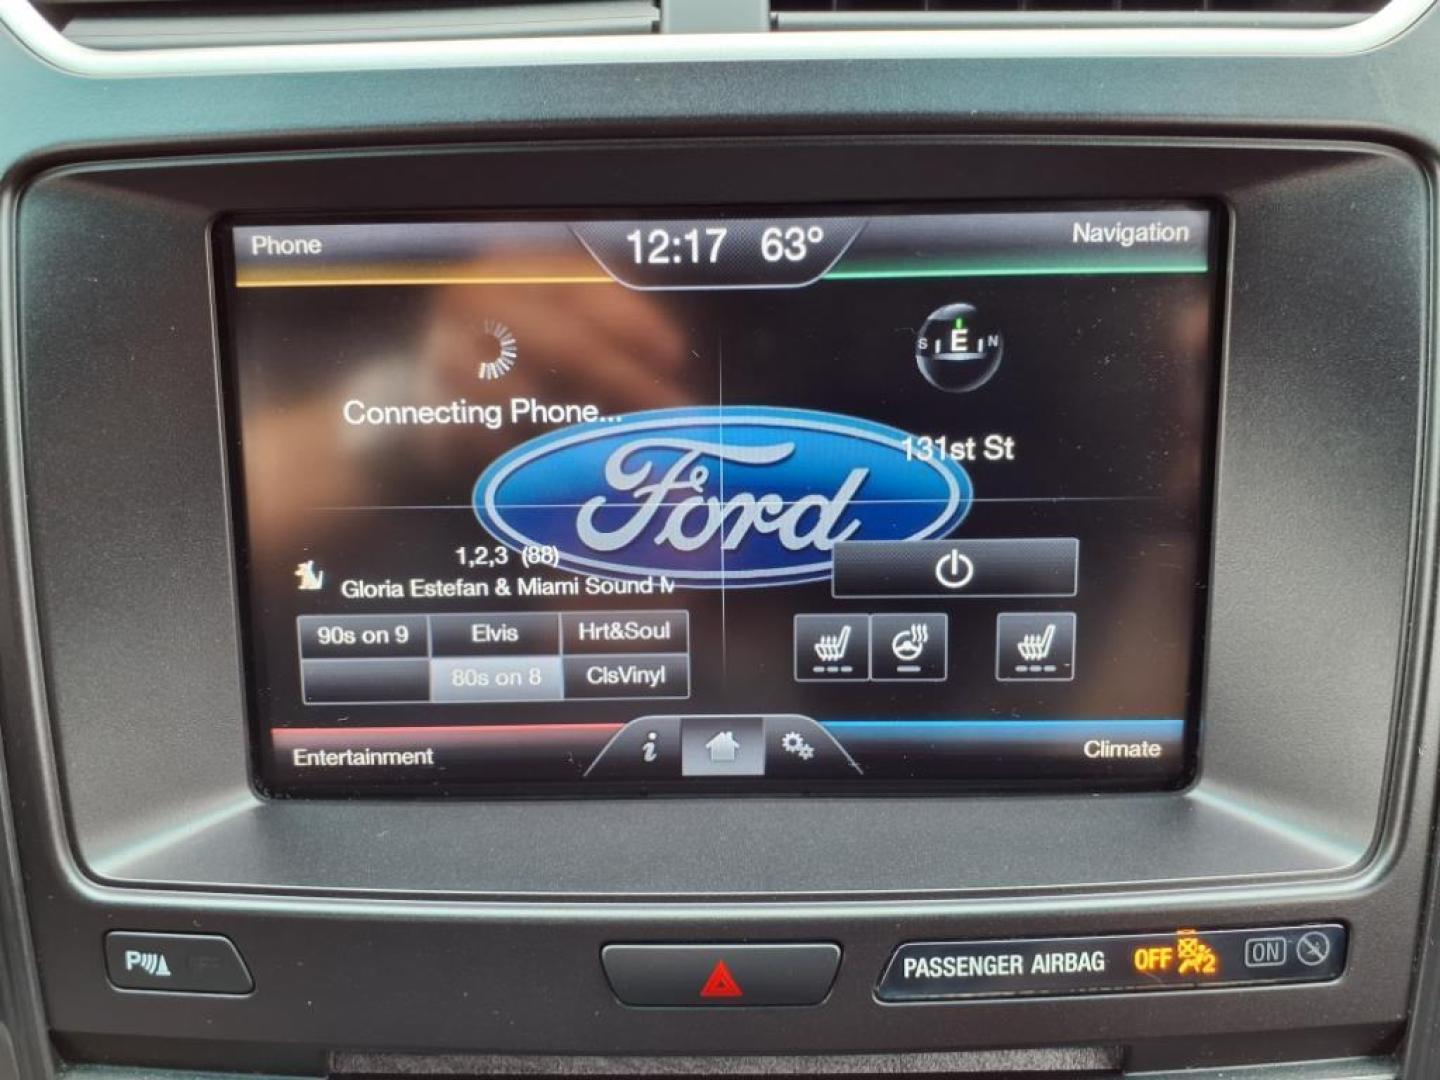 Phone
12:17 63°
Navigation
S E N
Connecting Phone...
131st St
Ford
1,2,3 (88)
Gloria Estefan & Miami Sound M
90s on 9
Elvis
Hrt&Soul
80s on 8
ClsVinyl
Entertainment
i
Climate
P
PASSENGER AIRBAG OFF 2 ON